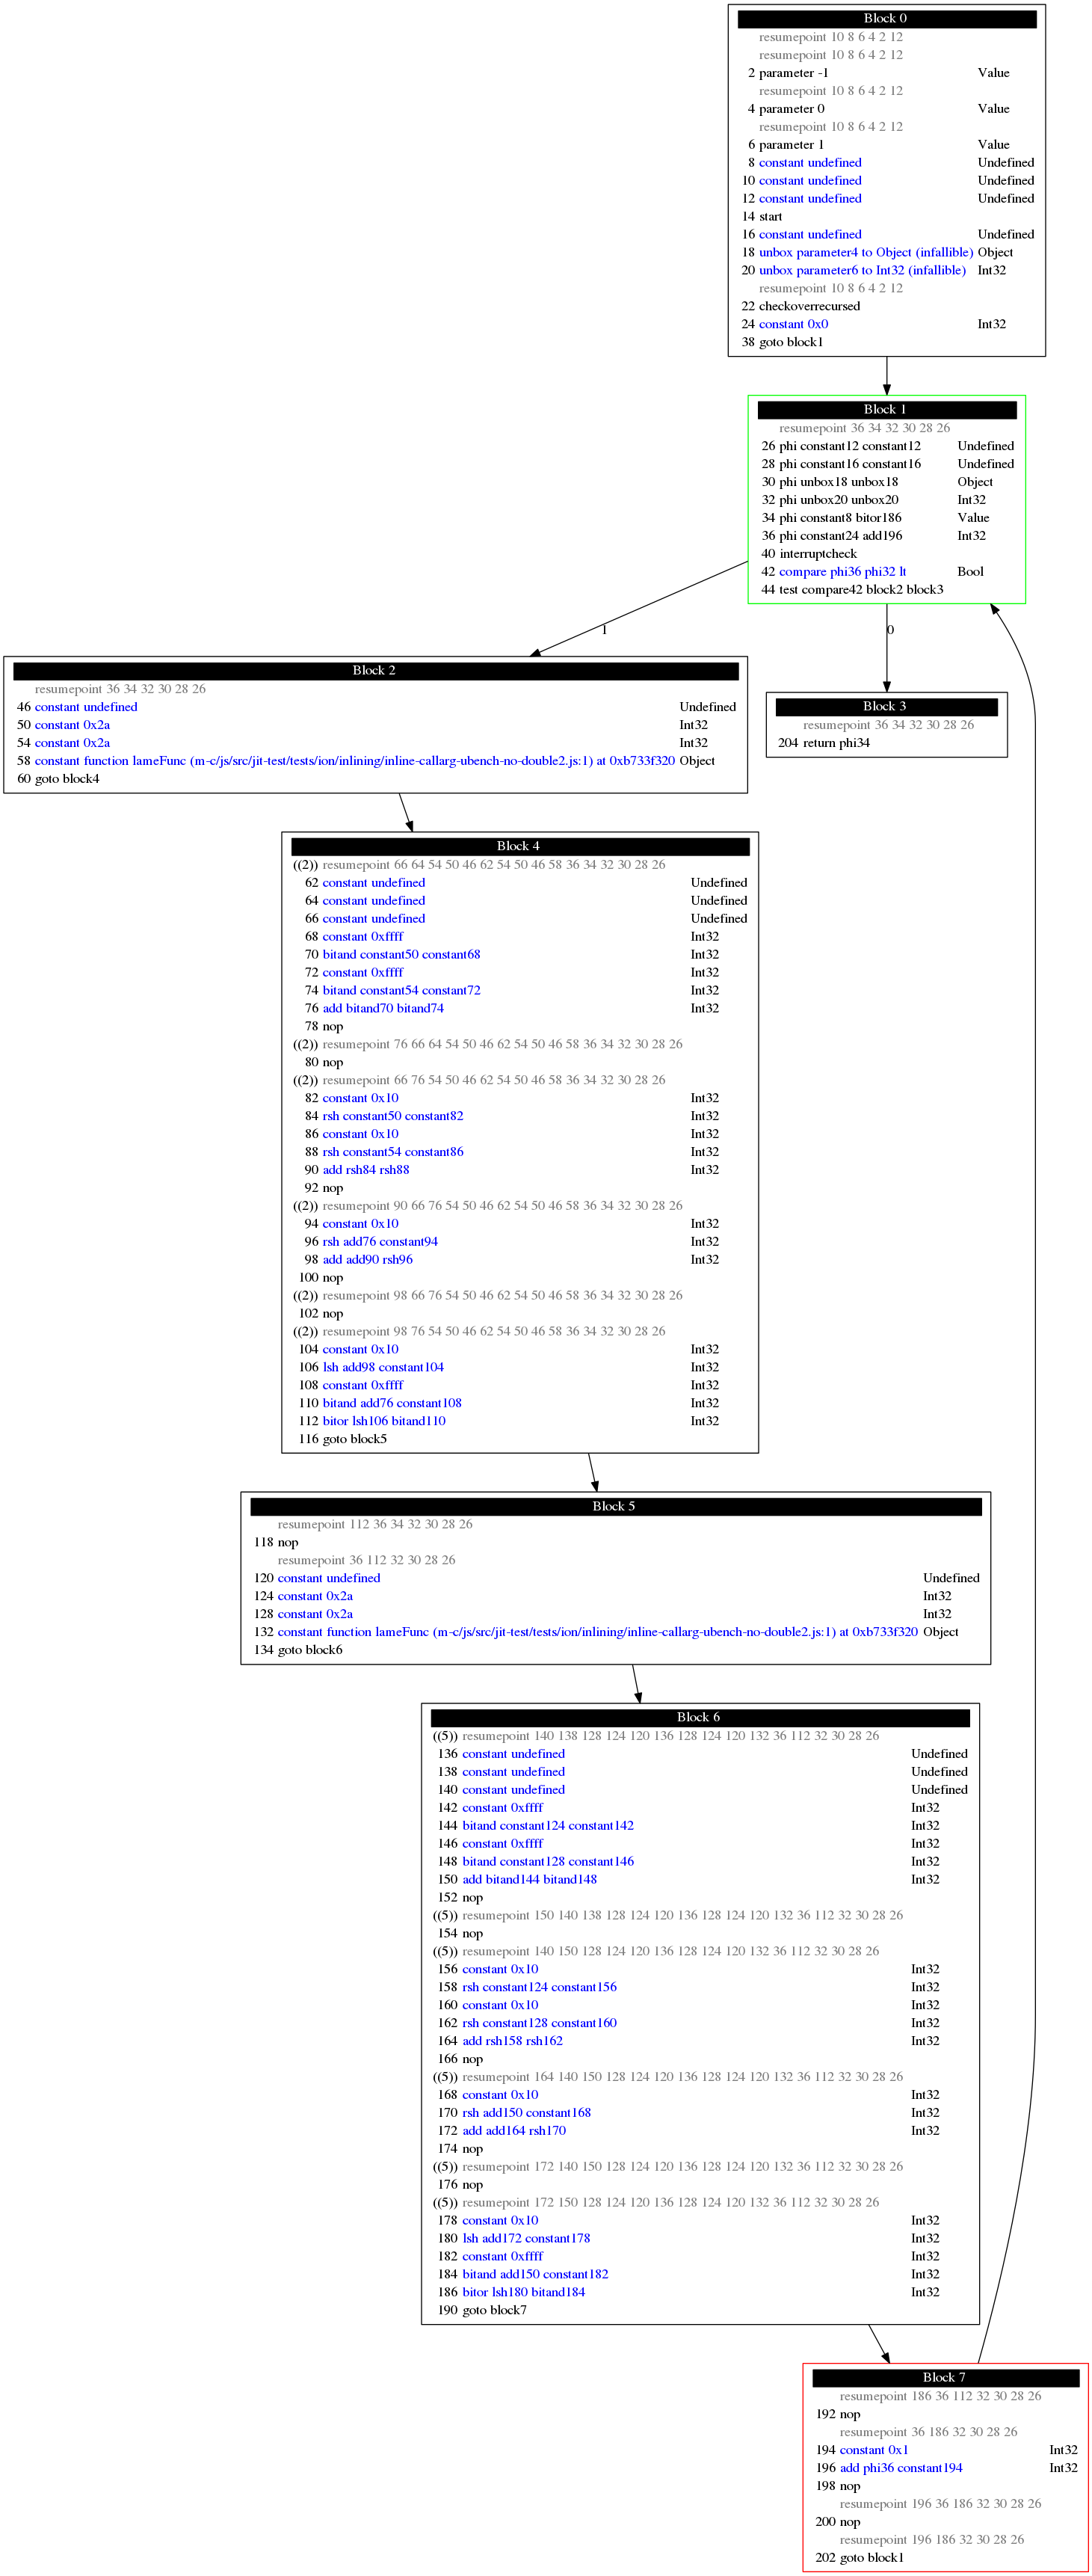 Block 0
resumepoint 10 8 6 4 2 12
resumepoint 10 8 6 4 2 12
2 parameter -1 Value
resumepoint 10 8 6 4 2 12
4 parameter 0 Value
resumepoint 10 8 6 4 2 12
6 parameter 1 Value
8 constant undefined Undefined
10 constant undefined Undefined
12 constant undefined Undefined
14 start
16 constant undefined Undefined
18 unbox parameter4 to Object (infallible) Object
20 unbox parameter6 to Int32 (infallible) Int32
resumepoint 10 8 6 4 2 12
22 checkoverrecursed
24 constant 0x0 Int32
38 goto block1
Block 1
resumepoint 36 34 32 30 28 26
26 phi constant12 constant12 Undefined
28 phi constant16 constant16 Undefined
30 phi unbox18 unbox18 Object
32 phi unbox20 unbox20 Int32
34 phi constant8 bitor186 Value
36 phi constant24 add196 Int32
40 interruptcheck
42 compare phi36 phi32 lt Bool
44 test compare42 block2 block3
1
0
Block 2
resumepoint 36 34 32 30 28 26
46 constant undefined Undefined
50 constant 0x2a Int32
54 constant 0x2a Int32
58 constant function lameFunc (m-c/js/src/jit-test/tests/ion/inlining/inline-callarg-ubench-no-double2.js:1) at 0xb733f320 Object
60 goto block4
Block 3
resumepoint 36 34 32 30 28 26
204 return phi34
Block 4
((2)) resumepoint 66 64 54 50 46 62 54 50 46 58 36 34 32 30 28 26
62 constant undefined Undefined
64 constant undefined Undefined
66 constant undefined Undefined
68 constant 0xffff Int32
70 bitand constant50 constant68 Int32
72 constant 0xffff Int32
74 bitand constant54 constant72 Int32
76 add bitand70 bitand74 Int32
78 nop
((2)) resumepoint 76 66 64 54 50 46 62 54 50 46 58 36 34 32 30 28 26
80 nop
((2)) resumepoint 66 76 54 50 46 62 54 50 46 58 36 34 32 30 28 26
82 constant 0x10 Int32
84 rsh constant50 constant82 Int32
86 constant 0x10 Int32
88 rsh constant54 constant86 Int32
90 add rsh84 rsh88 Int32
92 nop
((2)) resumepoint 90 66 76 54 50 46 62 54 50 46 58 36 34 32 30 28 26
94 constant 0x10 Int32
96 rsh add76 constant94 Int32
98 add add90 rsh96 Int32
100 nop
((2)) resumepoint 98 66 76 54 50 46 62 54 50 46 58 36 34 32 30 28 26
102 nop
((2)) resumepoint 98 76 54 50 46 62 54 50 46 58 36 34 32 30 28 26
104 constant 0x10 Int32
106 lsh add98 constant104 Int32
108 constant 0xffff Int32
110 bitand add76 constant108 Int32
112 bitor lsh106 bitand110 Int32
116 goto block5
Block 5
resumepoint 112 36 34 32 30 28 26
118 nop
resumepoint 36 112 32 30 28 26
120 constant undefined Undefined
124 constant 0x2a Int32
128 constant 0x2a Int32
132 constant function lameFunc (m-c/js/src/jit-test/tests/ion/inlining/inline-callarg-ubench-no-double2.js:1) at 0xb733f320 Object
134 goto block6
Block 6
((5)) resumepoint 140 138 128 124 120 136 128 124 120 132 36 112 32 30 28 26
136 constant undefined Undefined
138 constant undefined Undefined
140 constant undefined Undefined
142 constant 0xffff Int32
144 bitand constant124 constant142 Int32
146 constant 0xffff Int32
148 bitand constant128 constant146 Int32
150 add bitand144 bitand148 Int32
152 nop
((5)) resumepoint 150 140 138 128 124 120 136 128 124 120 132 36 112 32 30 28 26
154 nop
((5)) resumepoint 140 150 128 124 120 136 128 124 120 132 36 112 32 30 28 26
156 constant 0x10 Int32
158 rsh constant124 constant156 Int32
160 constant 0x10 Int32
162 rsh constant128 constant160 Int32
164 add rsh158 rsh162 Int32
166 nop
((5)) resumepoint 164 140 150 128 124 120 136 128 124 120 132 36 112 32 30 28 26
168 constant 0x10 Int32
170 rsh add150 constant168 Int32
172 add add164 rsh170 Int32
174 nop
((5)) resumepoint 172 140 150 128 124 120 136 128 124 120 132 36 112 32 30 28 26
176 nop
((5)) resumepoint 172 150 128 124 120 136 128 124 120 132 36 112 32 30 28 26
178 constant 0x10 Int32
180 lsh add172 constant178 Int32
182 constant 0xffff Int32
184 bitand add150 constant182 Int32
186 bitor lsh180 bitand184 Int32
190 goto block7
Block 7
resumepoint 186 36 112 32 30 28 26
192 nop
resumepoint 36 186 32 30 28 26
194 constant 0x1 Int32
196 add phi36 constant194 Int32
198 nop
resumepoint 196 36 186 32 30 28 26
200 nop
resumepoint 196 186 32 30 28 26
202 goto block1